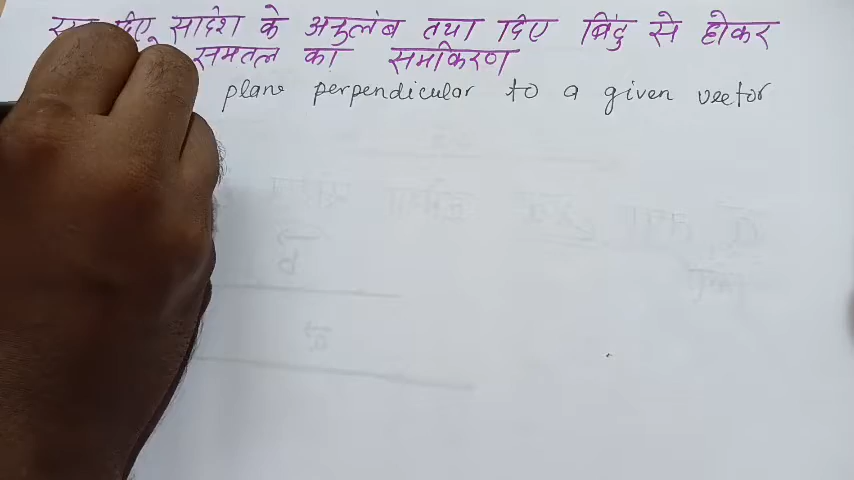 दिए सादिश के अनुलंब तथा दिए बिंदु से होकर
समतल का समीकरण
plane perpendicular to a given vector